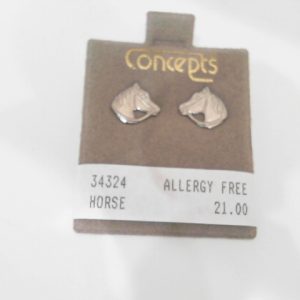 Concepts
34324 ALLERGY FREE
HORSE 21.00